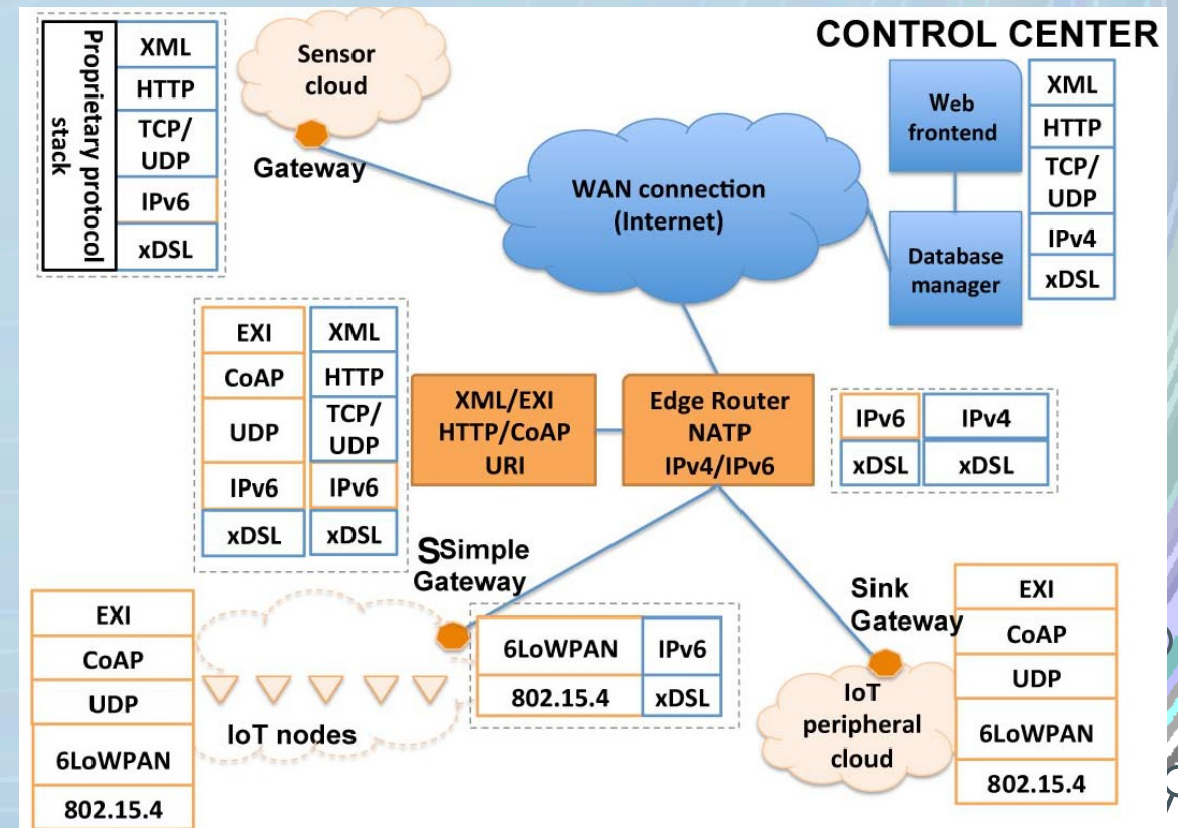 Proprietary protocol
stack
XML
HTTP
TCP/
UDP
IPv6
xDSL
Sensor
cloud
Gateway
WAN connection
(Internet)
CONTROL CENTER
Web
frontend
Database
manager
XML
HTTP
TCP/
UDP
IPv4
xDSL
EXI
CoAP
UDP
IPv6
xDSL
XML
HTTP
TCP/
UDP
IPv6
xDSL
XML/EXI
HTTP/CoAP
URI
Edge Router
NATP
IPv4/IPv6
IPv6 IPv4
xDSL xDSL
SSimple
Gateway
EXI
CoAP
UDP
6LoWPAN
802.15.4
IoT nodes
6LoWPAN IPv6
802.15.4 xDSL
Sink
Gateway
IoT
peripheral
cloud
EXI
CoAP
UDP
6LoWPAN
802.15.4